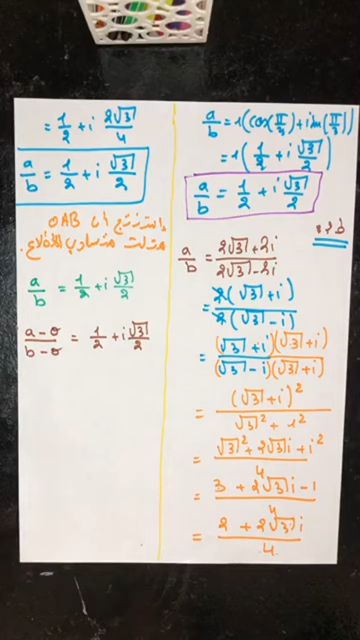 a/b = 1(cos(π/3) + i sin(π/3))
= 1(1/2 + i √3/2)
a/b = 1/2 + i √3/2
a/b = (2√3 + 2i)/(2√3 - 2i)
= 2(√3 + i)/2(√3 - i)
= (√3 + i)(√3 + i)/(√3 - i)(√3 + i)
= (√3 + i)²/(√3² + 1²)
= (√3² + 2√3 i + i²)/4
= (3 + 2√3 i - 1)/4
= (2 + 2√3 i)/4
= 1/2 + i 2√3/4
a/b = 1/2 + i √3/2
OAB
مثلث متساوي الأضلاع.
a/b = 1/2 + i √3/2
(a - 0)/(b - 0) = 1/2 + i √3/2